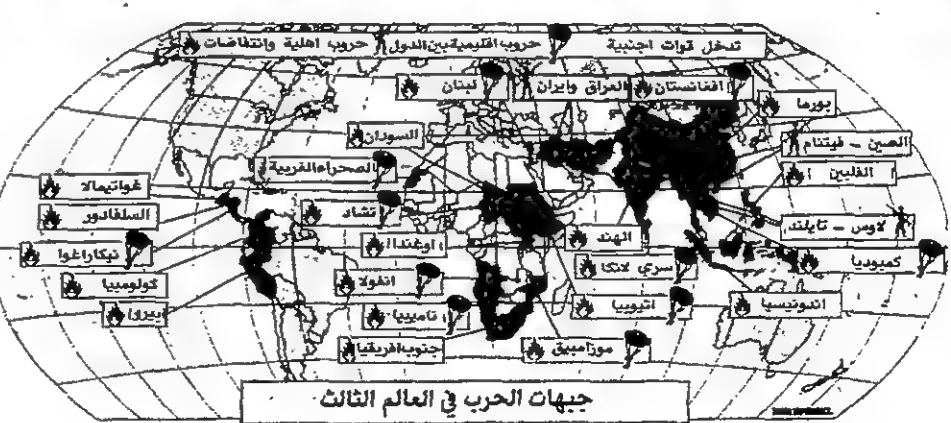 تدخل قوات اجنبية
حروب اقليمية بين الدول
حروب اهلية وانتفاضات
افغانستان
العراق وايران
لبنان
بورما
السودان
الصين - فيتنام
الصحراء الغربية
الفلبين
غواتيمالا
تشاد
السلفادور
لاوس - تايلند
الهند
اوغندا
نيكاراغوا
كمبوديا
سري لانكا
انغولا
كولومبيا
اندونيسيا
اثيوبيا
ناميبيا
بيرو
موزامبيق
جنوب افريقيا
جبهات الحرب في العالم الثالث